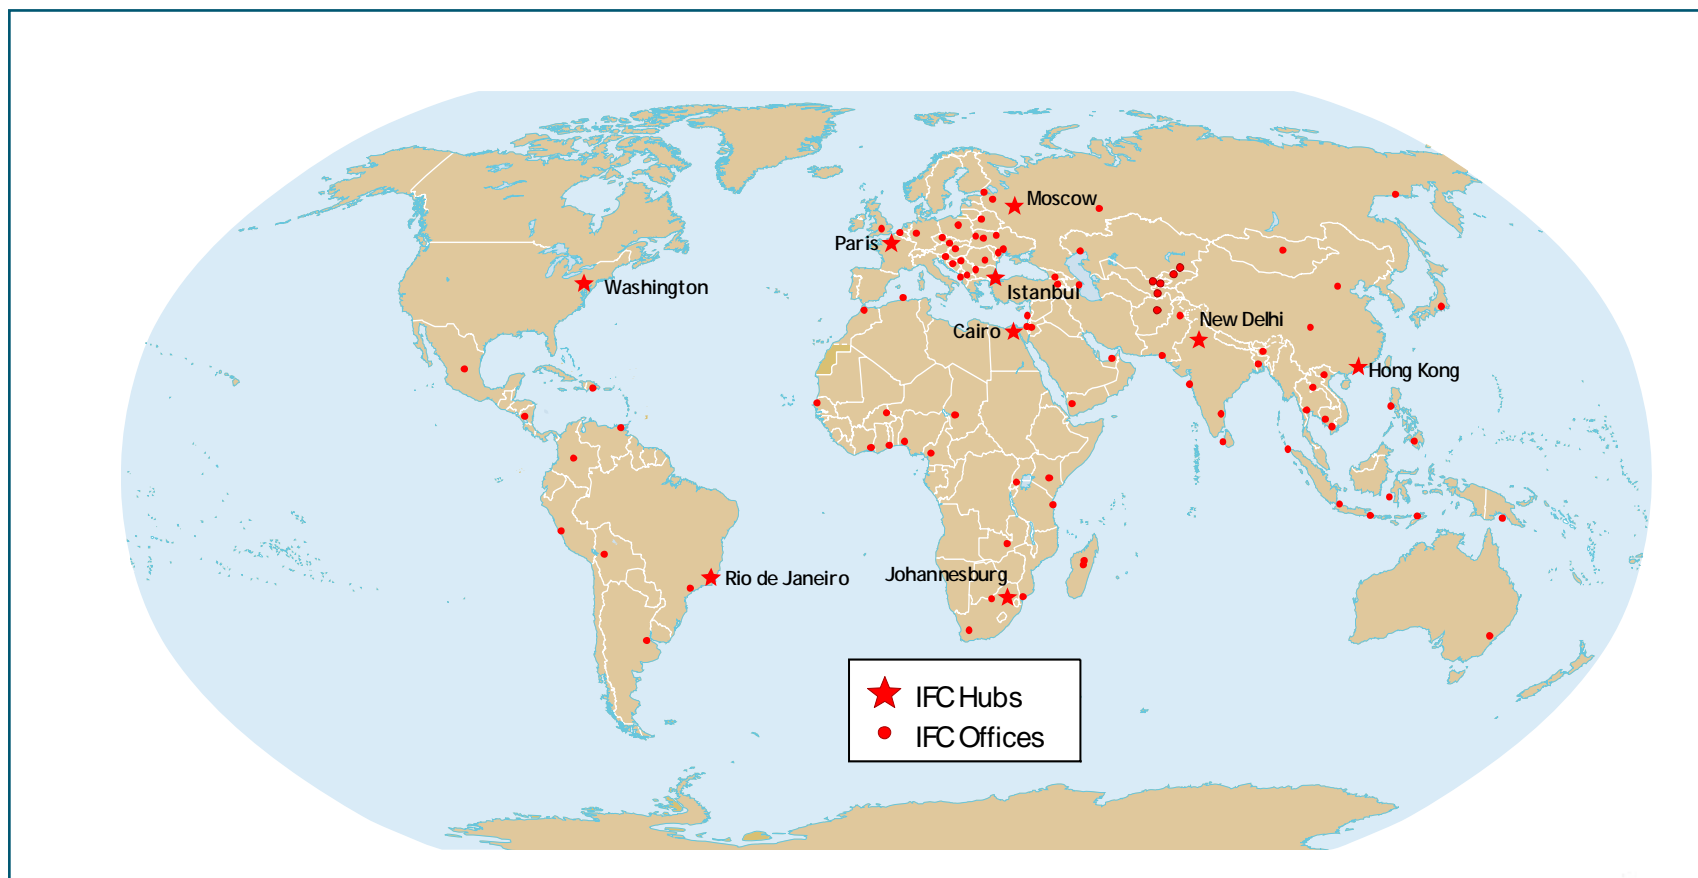 Moscow
Paris
Washington
Istanbul
Cairo
New Delhi
Hong Kong
Johannesburg
Rio de Janeiro
IFC Hubs
IFC Offices